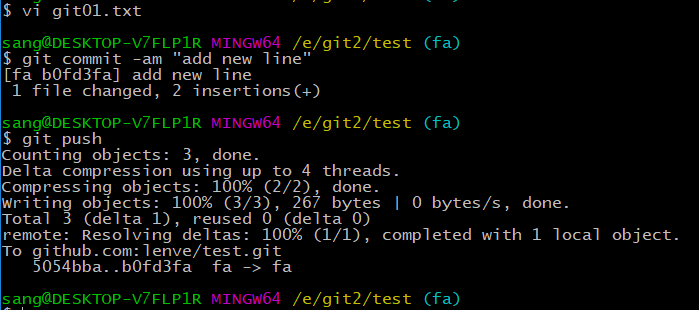 $ vi git01.txt
sang@DESKTOP-V7FLP1R MINGW64 /e/git2/test (fa)
$ git commit -am "add new line"
[fa b0fd3fa] add new line
 1 file changed, 2 insertions(+)
sang@DESKTOP-V7FLP1R MINGW64 /e/git2/test (fa)
$ git push
Counting objects: 3, done.
Delta compression using up to 4 threads.
Compressing objects: 100% (2/2), done.
Writing objects: 100% (3/3), 267 bytes | 0 bytes/s, done.
Total 3 (delta 1), reused 0 (delta 0)
remote: Resolving deltas: 100% (1/1), completed with 1 local object.
To github.com:lenve/test.git
   5054bba..b0fd3fa  fa -> fa
sang@DESKTOP-V7FLP1R MINGW64 /e/git2/test (fa)
$